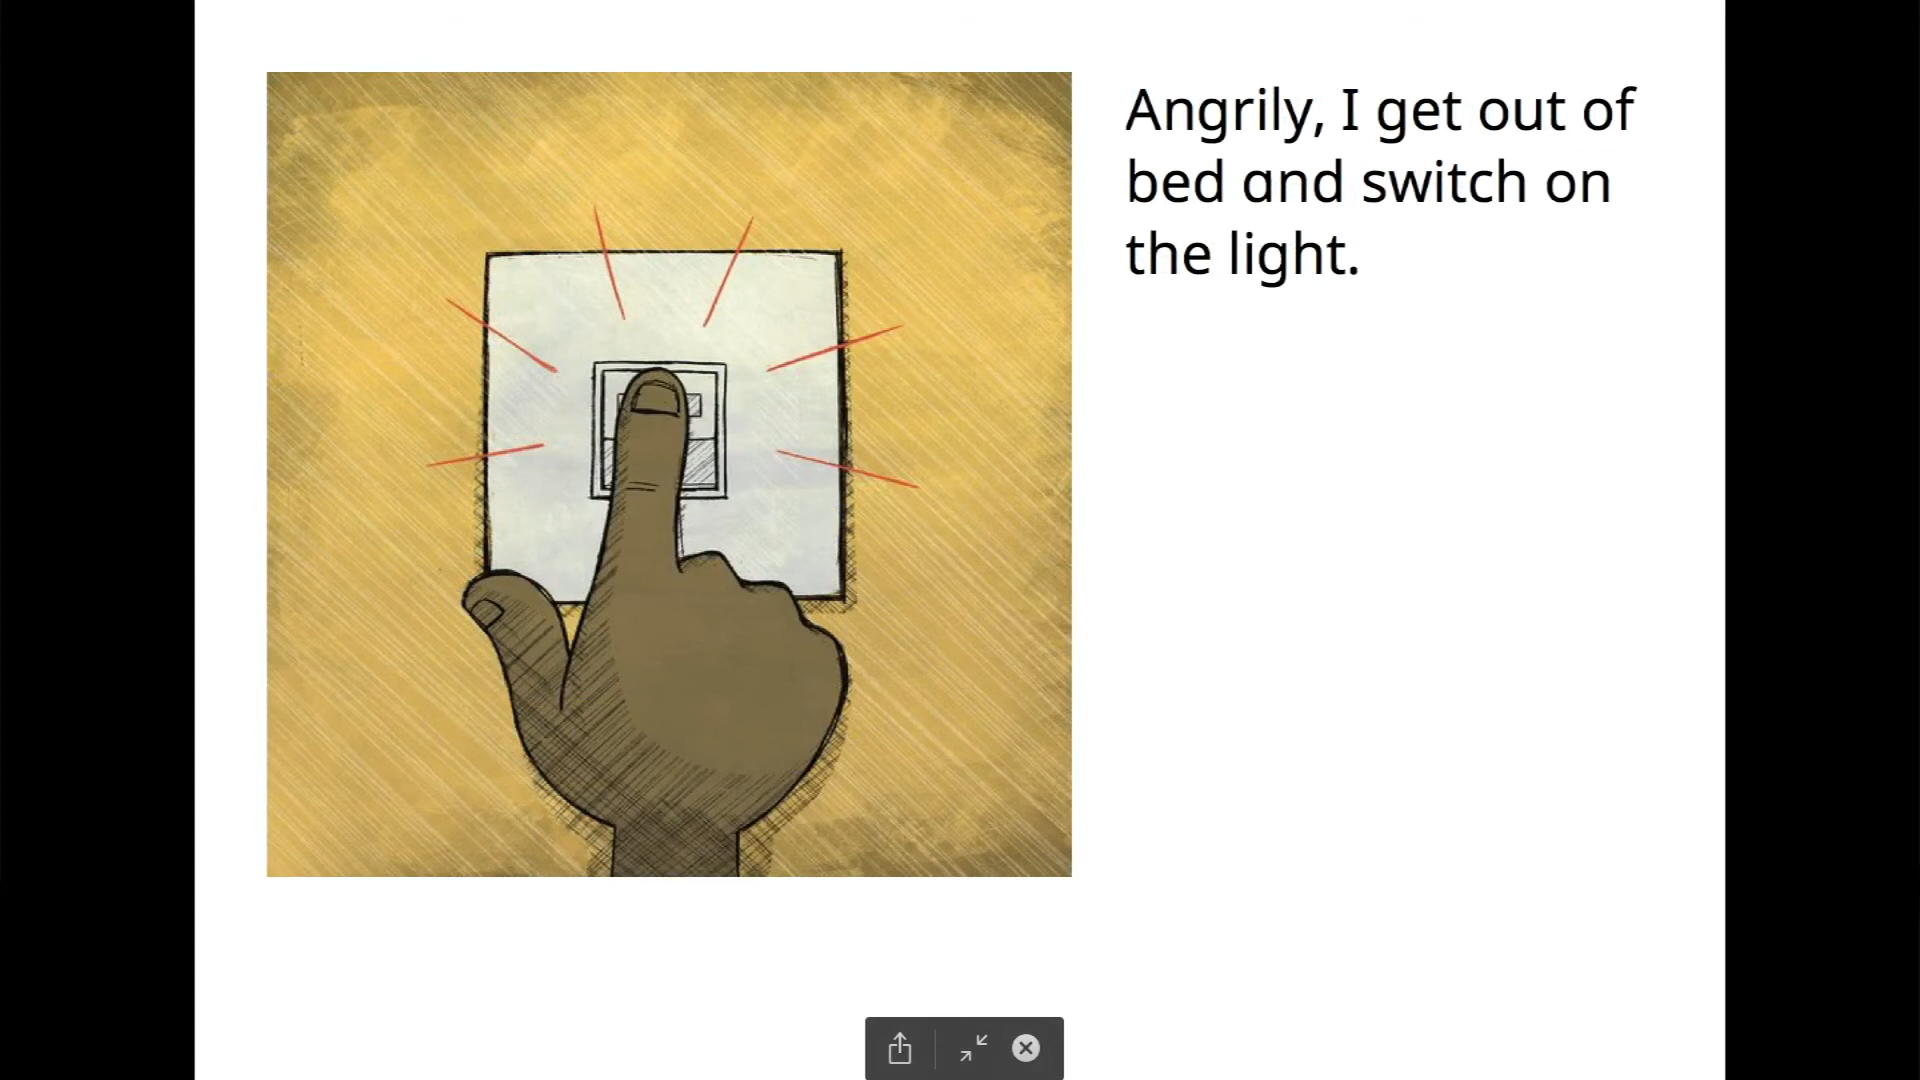 Angrily, I get out of
bed and switch on
the light.